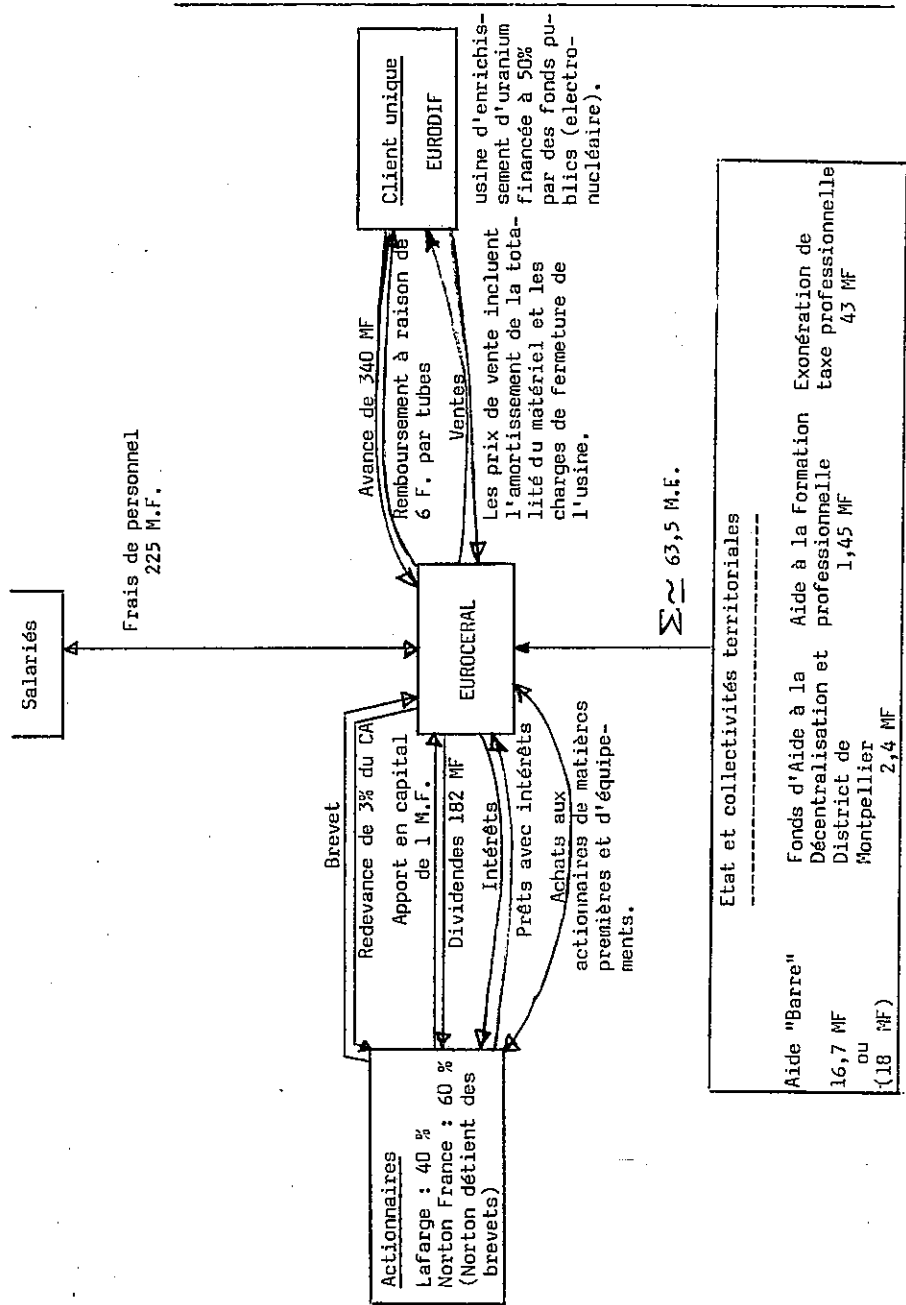 Salariés
Frais de personnel
225 M.F.
Actionnaires
Lafarge : 40 %
Norton France : 60 %
(Norton détient des
brevets)
Brevet
Redevance de 3% du CA
Apport en capital
de 1 M.F.
Dividendes 182 MF
Intérêts
Prêts avec intérêts
Achats aux
actionnaires de matières
premières et d'équipe-
ments.
EUROCERAL
Avance de 340 MF
Remboursement à raison de
6 F. par tubes
Ventes
Les prix de vente incluent
l'amortissement de la tota-
lité du matériel et les
charges de fermeture de
l'usine.
Client unique
EURODIF
usine d'enrichis-
sement d'uranium
financée à 50%
par des fonds pu-
blics (electro-
nucléaire).
Σ ≃ 63,5 M.E.
Etat et collectivités territoriales
Aide "Barre"
16,7 MF
ou
(18 MF)
Fonds d'Aide à la
Décentralisation et
District de
Montpellier
2,4 MF
Aide à la Formation
professionnelle
1,45 MF
Exonération de
taxe professionnelle
43 MF